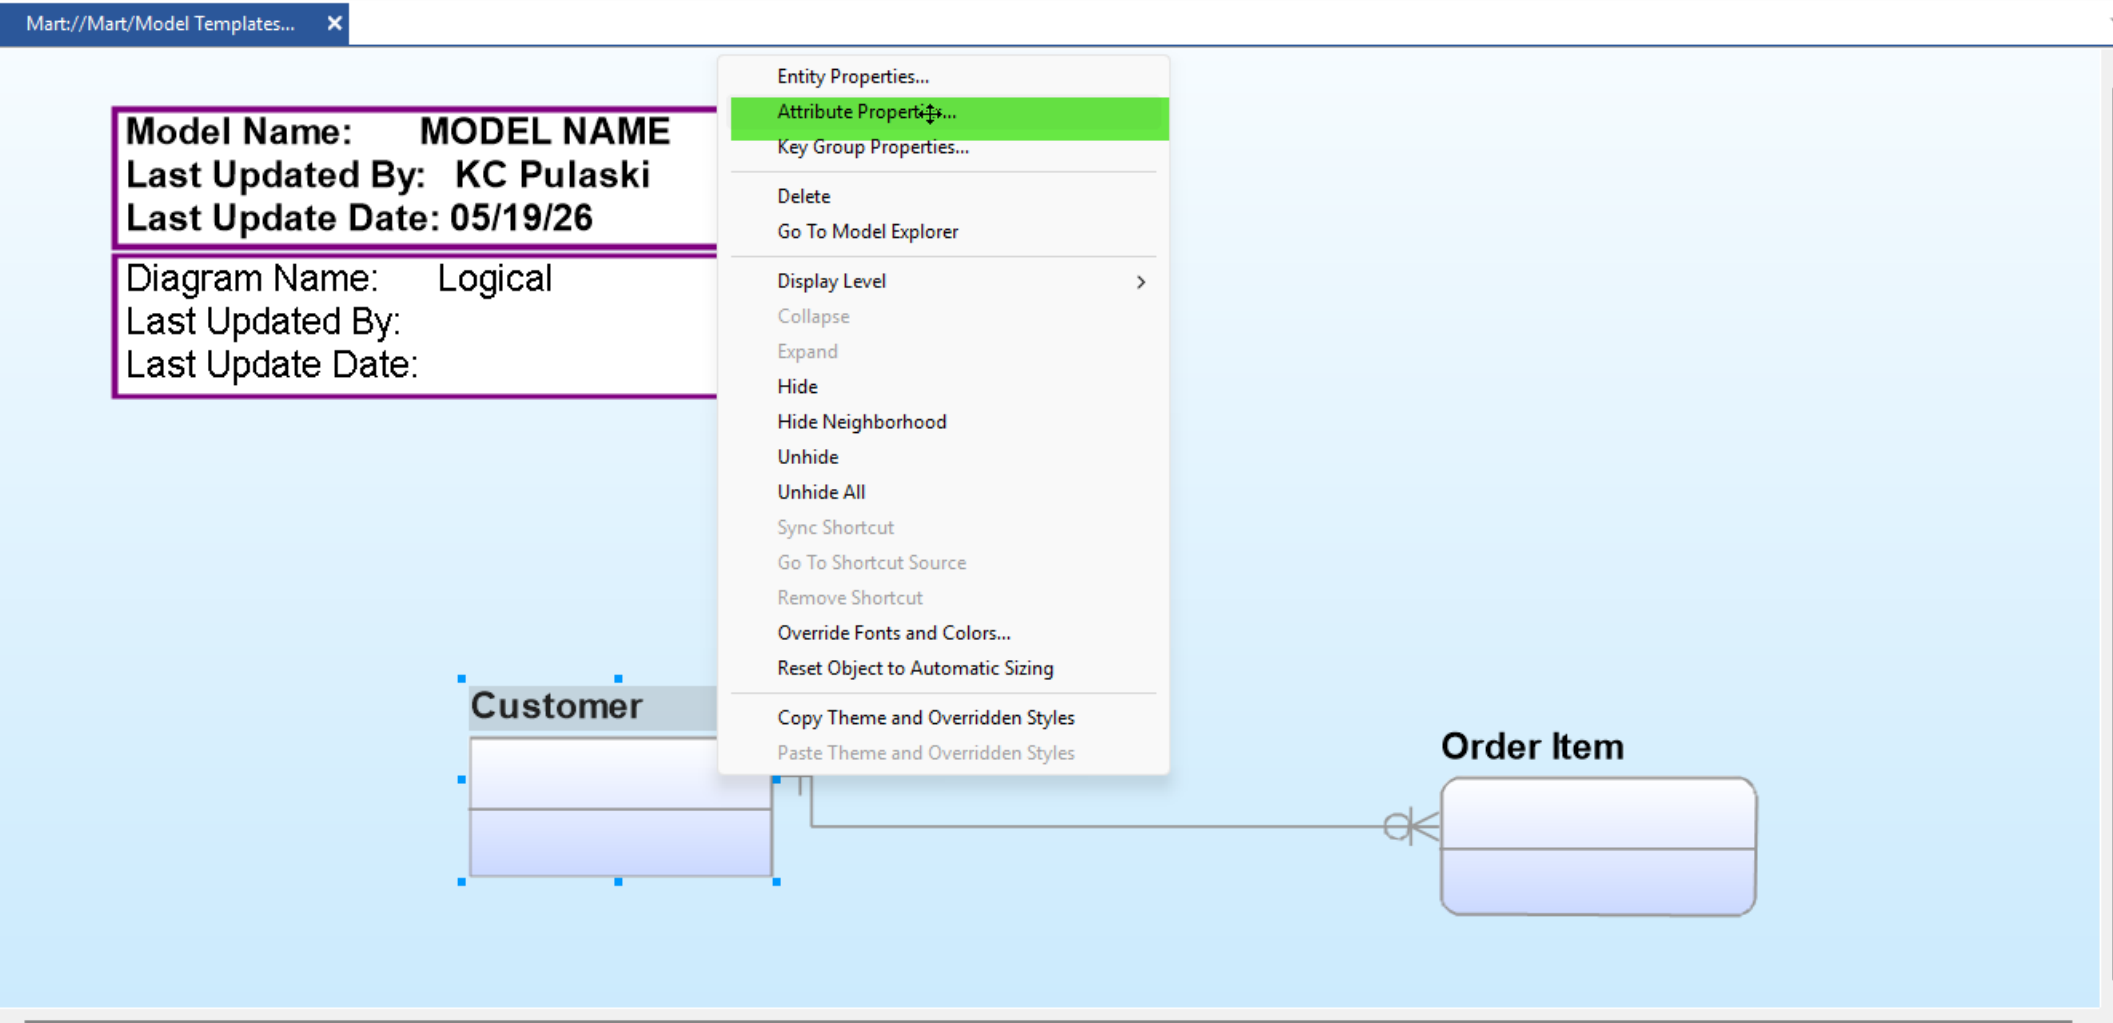 Mart://Mart/Model Templates...
Model Name: MODEL NAME
Last Updated By: KC Pulaski
Last Update Date: 05/19/26
Diagram Name: Logical
Last Updated By:
Last Update Date:
Entity Properties...
Attribute Properties...
Key Group Properties...
Delete
Go To Model Explorer
Display Level
Collapse
Expand
Hide
Hide Neighborhood
Unhide
Unhide All
Sync Shortcut
Go To Shortcut Source
Remove Shortcut
Override Fonts and Colors...
Reset Object to Automatic Sizing
Copy Theme and Overridden Styles
Paste Theme and Overridden Styles
Customer
Order Item